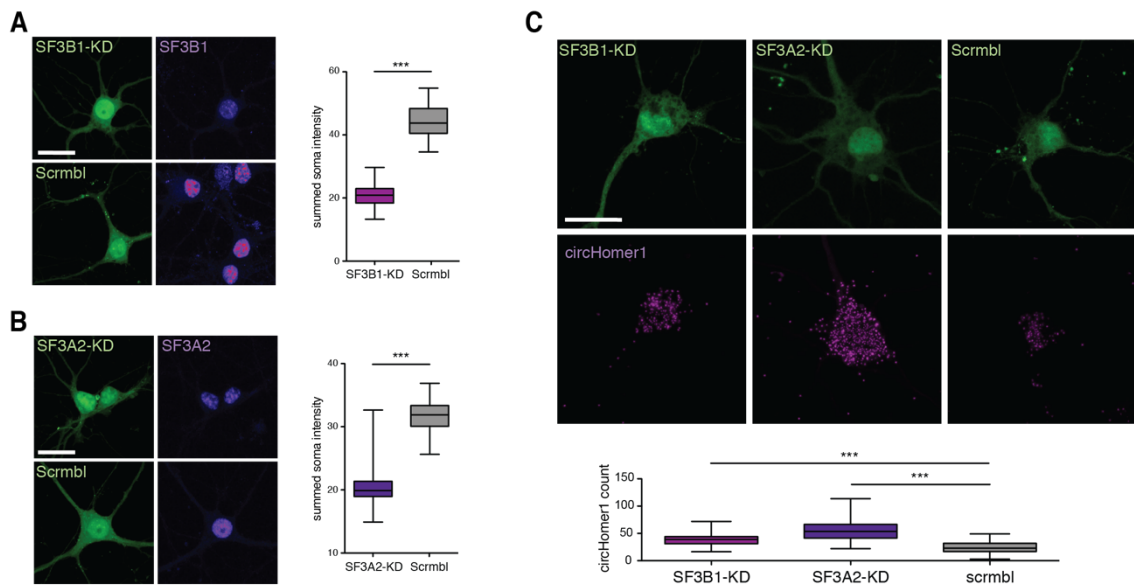 A
SF3B1-KD
SF3B1
Scrmbl
***
summed soma intensity
60
40
20
0
SF3B1-KD
Scrmbl
B
SF3A2-KD
SF3A2
Scrmbl
***
summed soma intensity
40
30
20
10
0
SF3A2-KD
Scrmbl
C
SF3B1-KD
SF3A2-KD
Scrmbl
circHomer1
***
***
circHomer1 count
150
100
50
0
SF3B1-KD
SF3A2-KD
scrmbl